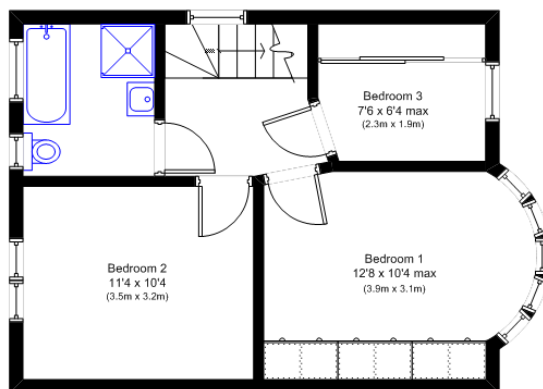 Bedroom 3
7'6 x 6'4 max
(2.3m x 1.9m)
Bedroom 2
11'4 x 10'4
(3.5m x 3.2m)
Bedroom 1
12'8 x 10'4 max
(3.9m x 3.1m)